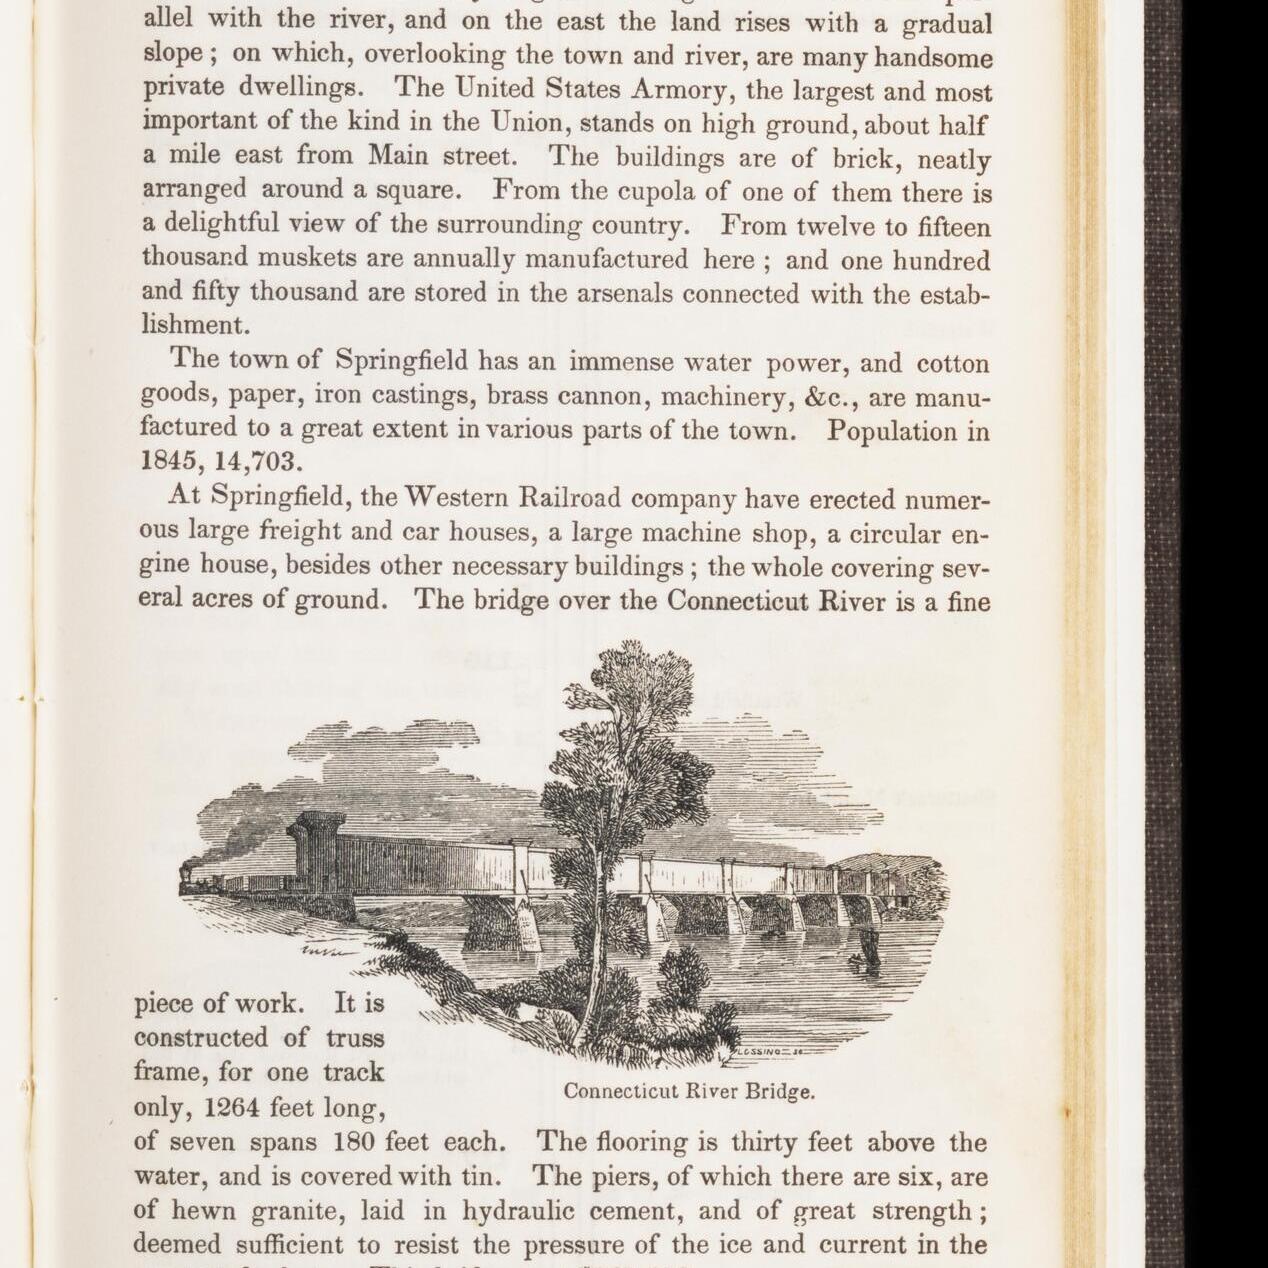 allel with the river, and on the east the land rises with a gradual
slope ; on which, overlooking the town and river, are many handsome
private dwellings. The United States Armory, the largest and most
important of the kind in the Union, stands on high ground, about half
a mile east from Main street. The buildings are of brick, neatly
arranged around a square. From the cupola of one of them there is
a delightful view of the surrounding country. From twelve to fifteen
thousand muskets are annually manufactured here ; and one hundred
and fifty thousand are stored in the arsenals connected with the estab-
lishment.
The town of Springfield has an immense water power, and cotton
goods, paper, iron castings, brass cannon, machinery, &c., are manu-
factured to a great extent in various parts of the town. Population in
1845, 14,703.
At Springfield, the Western Railroad company have erected numer-
ous large freight and car houses, a large machine shop, a circular en-
gine house, besides other necessary buildings ; the whole covering sev-
eral acres of ground. The bridge over the Connecticut River is a fine
LOSSING - SC
Connecticut River Bridge.
piece of work. It is
constructed of truss
frame, for one track
only, 1264 feet long,
of seven spans 180 feet each. The flooring is thirty feet above the
water, and is covered with tin. The piers, of which there are six, are
of hewn granite, laid in hydraulic cement, and of great strength ;
deemed sufficient to resist the pressure of the ice and current in the